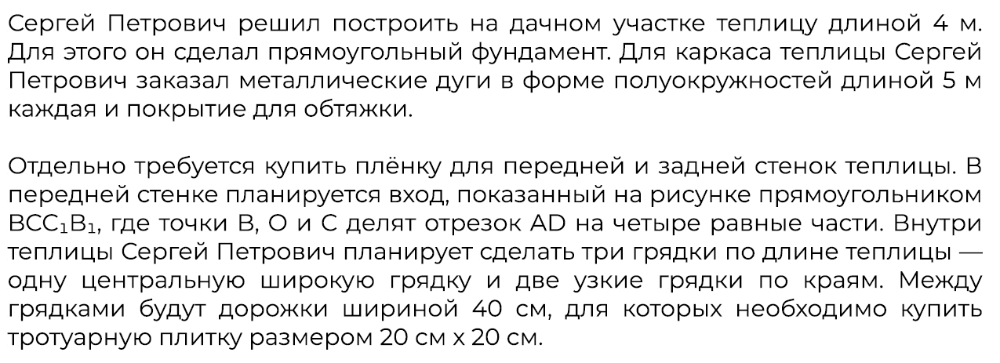 Сергей Петрович решил построить на дачном участке теплицу длиной 4 м.
Для этого он сделал прямоугольный фундамент. Для каркаса теплицы Сергей
Петрович заказал металлические дуги в форме полуокружностей длиной 5 м
каждая и покрытие для обтяжки.
Отдельно требуется купить плёнку для передней и задней стенок теплицы. В
передней стенке планируется вход, показанный на рисунке прямоугольником
BCC₁B₁, где точки B, O и C делят отрезок AD на четыре равные части. Внутри
теплицы Сергей Петрович планирует сделать три грядки по длине теплицы —
одну центральную широкую грядку и две узкие грядки по краям. Между
грядками будут дорожки шириной 40 см, для которых необходимо купить
тротуарную плитку размером 20 см х 20 см.